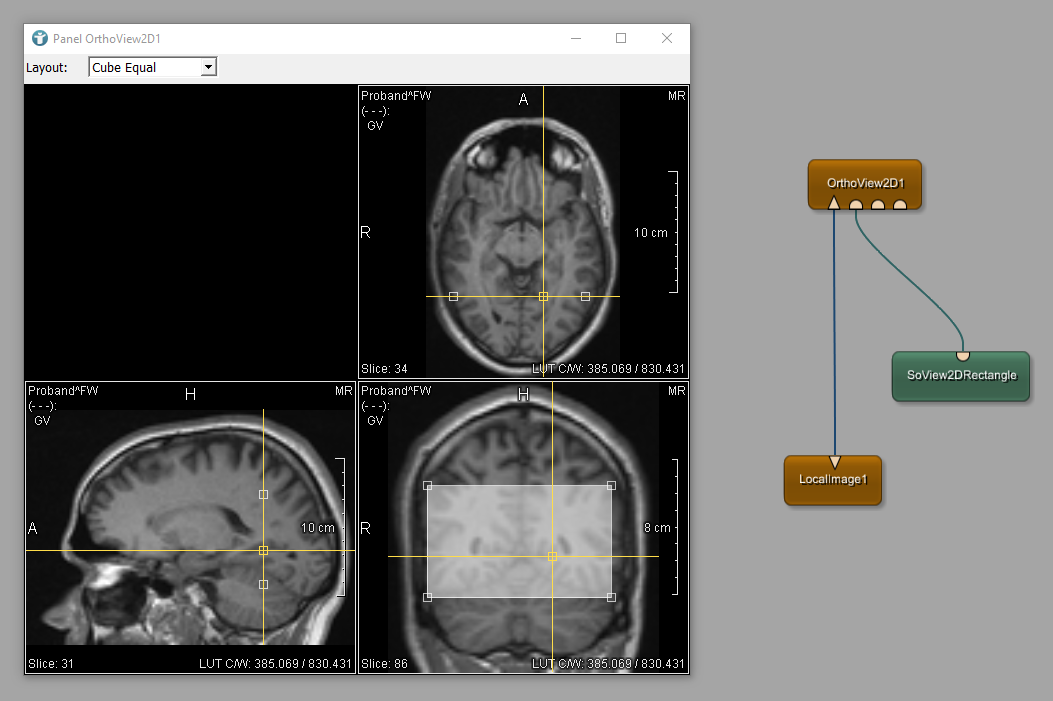 Panel OrthoView2D1
Layout: Cube Equal
Proband^FW A MR
(---):
GV
R
10 cm
Slice: 34 LUT C/W: 385.069 / 830.431
Proband^FW H MR
(---):
GV
A
10 cm
Slice: 31 LUT C/W: 385.069 / 830.431
Proband^FW H MR
(---):
GV
R
8 cm
Slice: 86 LUT C/W: 385.069 / 830.431
OrthoView2D1
SoView2DRectangle
LocalImage1